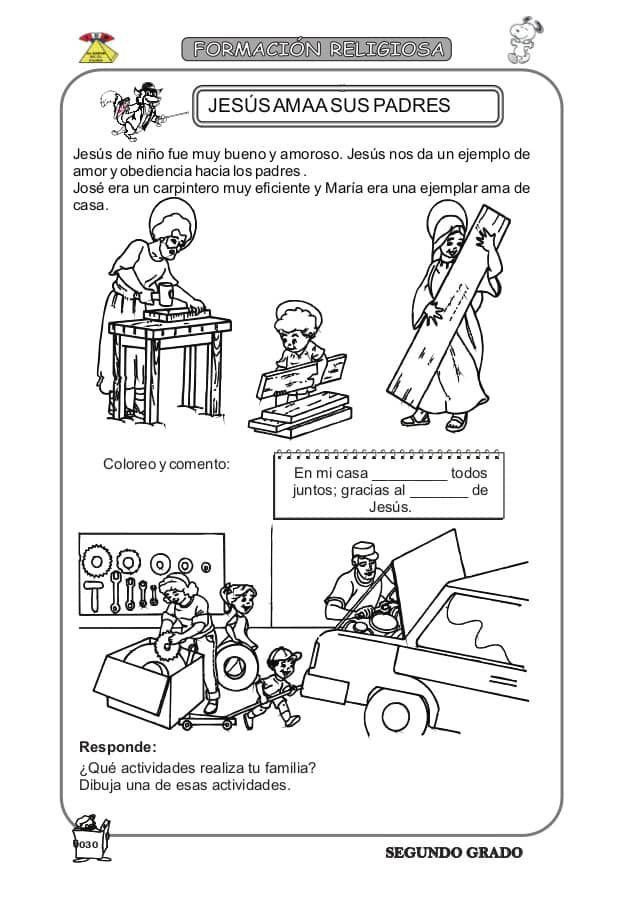 FORMACIÓN RELIGIOSA
JESÚS AMA A SUS PADRES
Jesús de niño fue muy bueno y amoroso. Jesús nos da un ejemplo de
amor y obediencia hacia los padres .
José era un carpintero muy eficiente y María era una ejemplar ama de
casa.
Coloreo y comento:
En mi casa _________ todos
juntos; gracias al _______ de
Jesús.
Responde:
¿Qué actividades realiza tu familia?
Dibuja una de esas actividades.
030
SEGUNDO GRADO